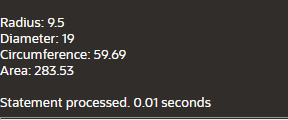 Radius: 9.5
Diameter: 19
Circumference: 59.69
Area: 283.53
Statement processed. 0.01 seconds